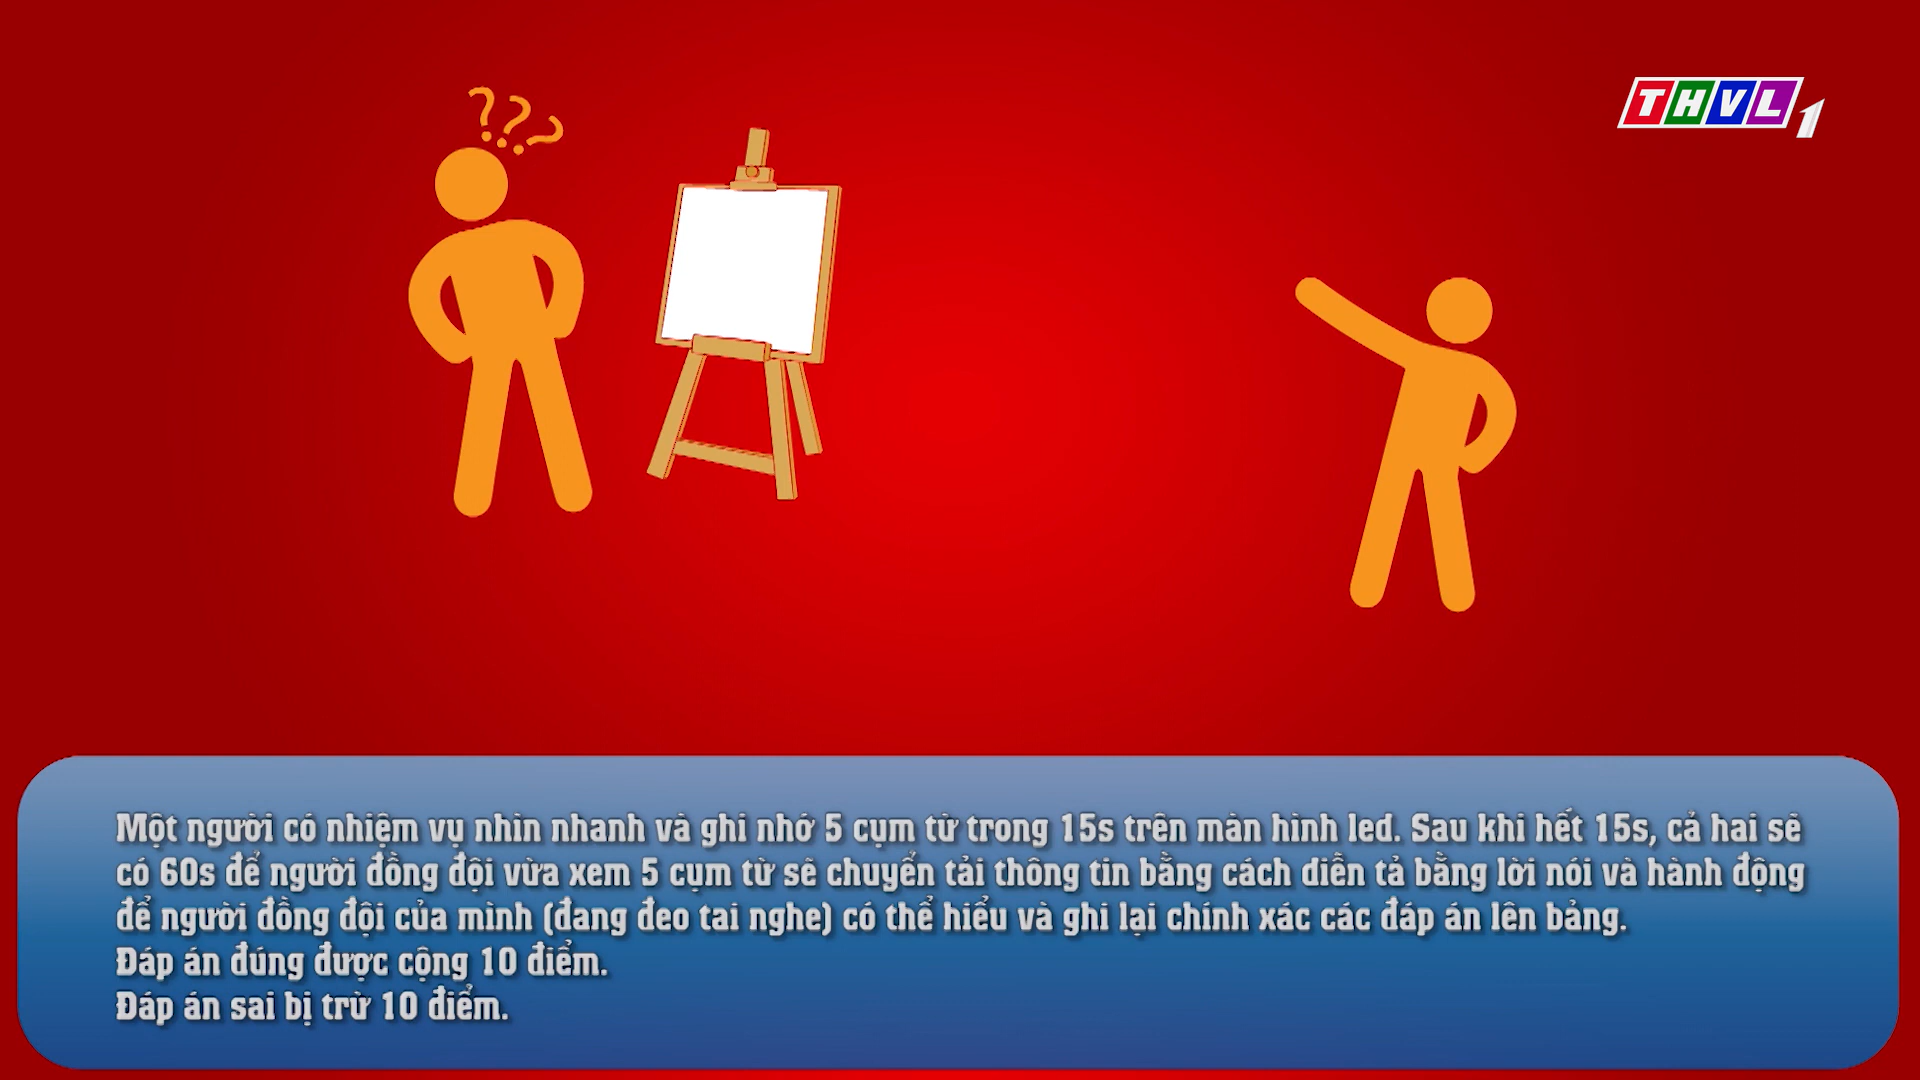 ???
THVL1
Một người có nhiệm vụ nhìn nhanh và ghi nhớ 5 cụm từ trong 15s trên màn hình led. Sau khi hết 15s, cả hai sẽ
có 60s để người đồng đội vừa xem 5 cụm từ sẽ chuyển tải thông tin bằng cách diễn tả bằng lời nói và hành động
để người đồng đội của mình (đang đeo tai nghe) có thể hiểu và ghi lại chính xác các đáp án lên bảng.
Đáp án đúng được cộng 10 điểm.
Đáp án sai bị trừ 10 điểm.